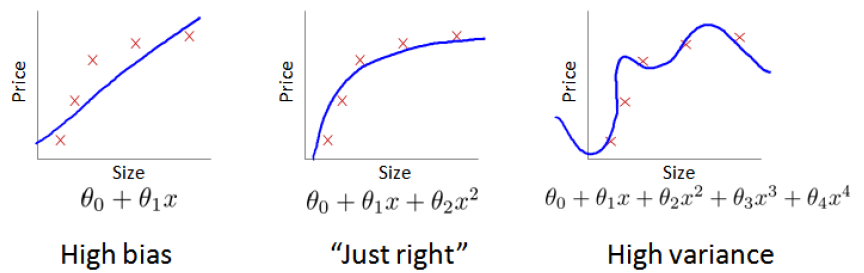 Price
Size
θ₀ + θ₁x
High bias
Price
Size
θ₀ + θ₁x + θ₂x²
“Just right”
Price
Size
θ₀ + θ₁x + θ₂x² + θ₃x³ + θ₄x⁴
High variance